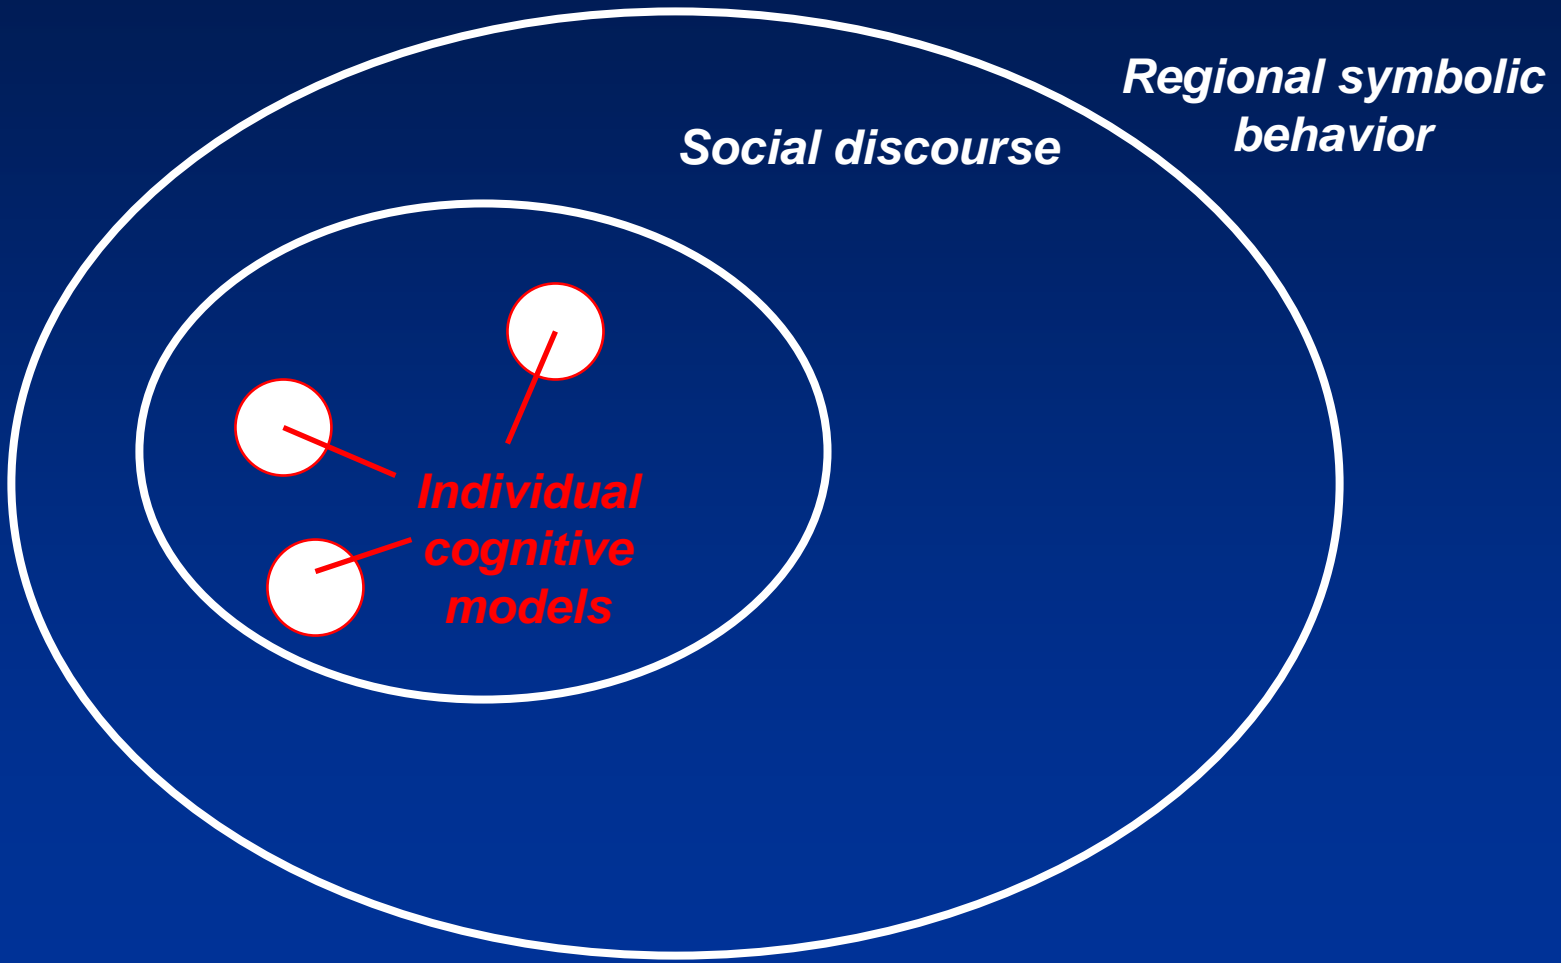 Regional symbolic
behavior
Social discourse
Individual
cognitive
models